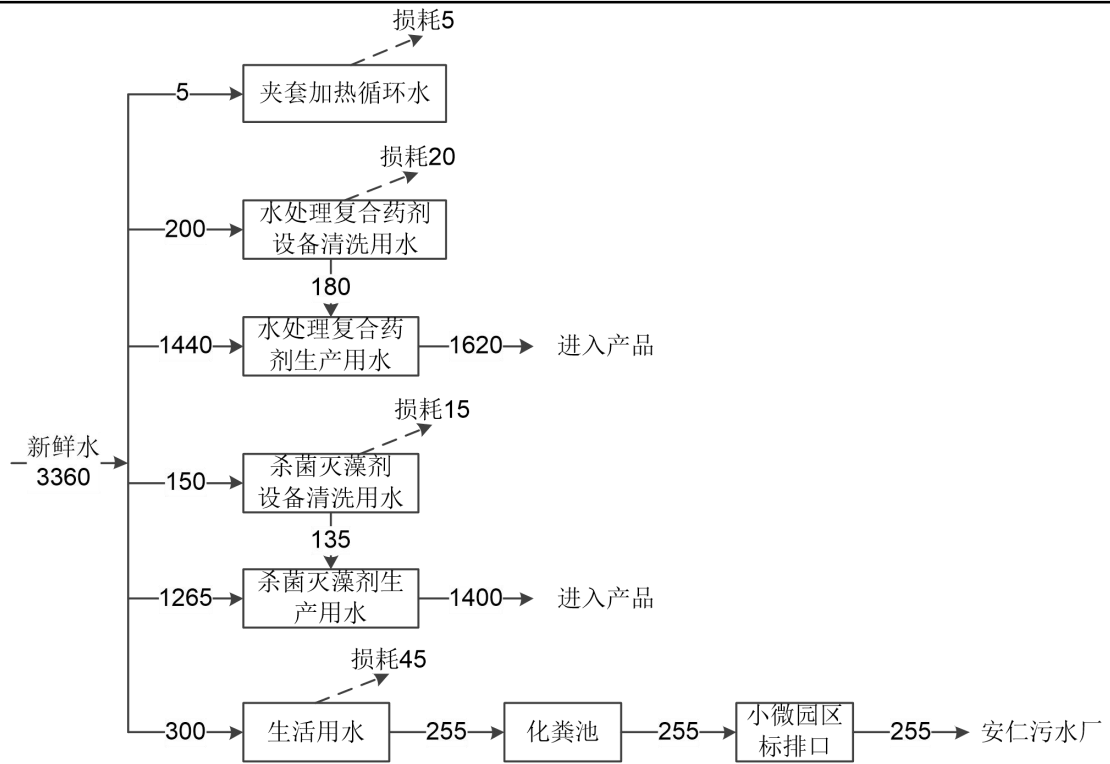 损耗5
5
夹套加热循环水
损耗20
200
水处理复合药剂
设备清洗用水
180
1440
水处理复合药
剂生产用水
1620
进入产品
损耗15
新鲜水
3360
150
杀菌灭藻剂
设备清洗用水
135
1265
杀菌灭藻剂生
产用水
1400
进入产品
损耗45
300
生活用水
255
化粪池
255
小微园区
标排口
255
安仁污水厂